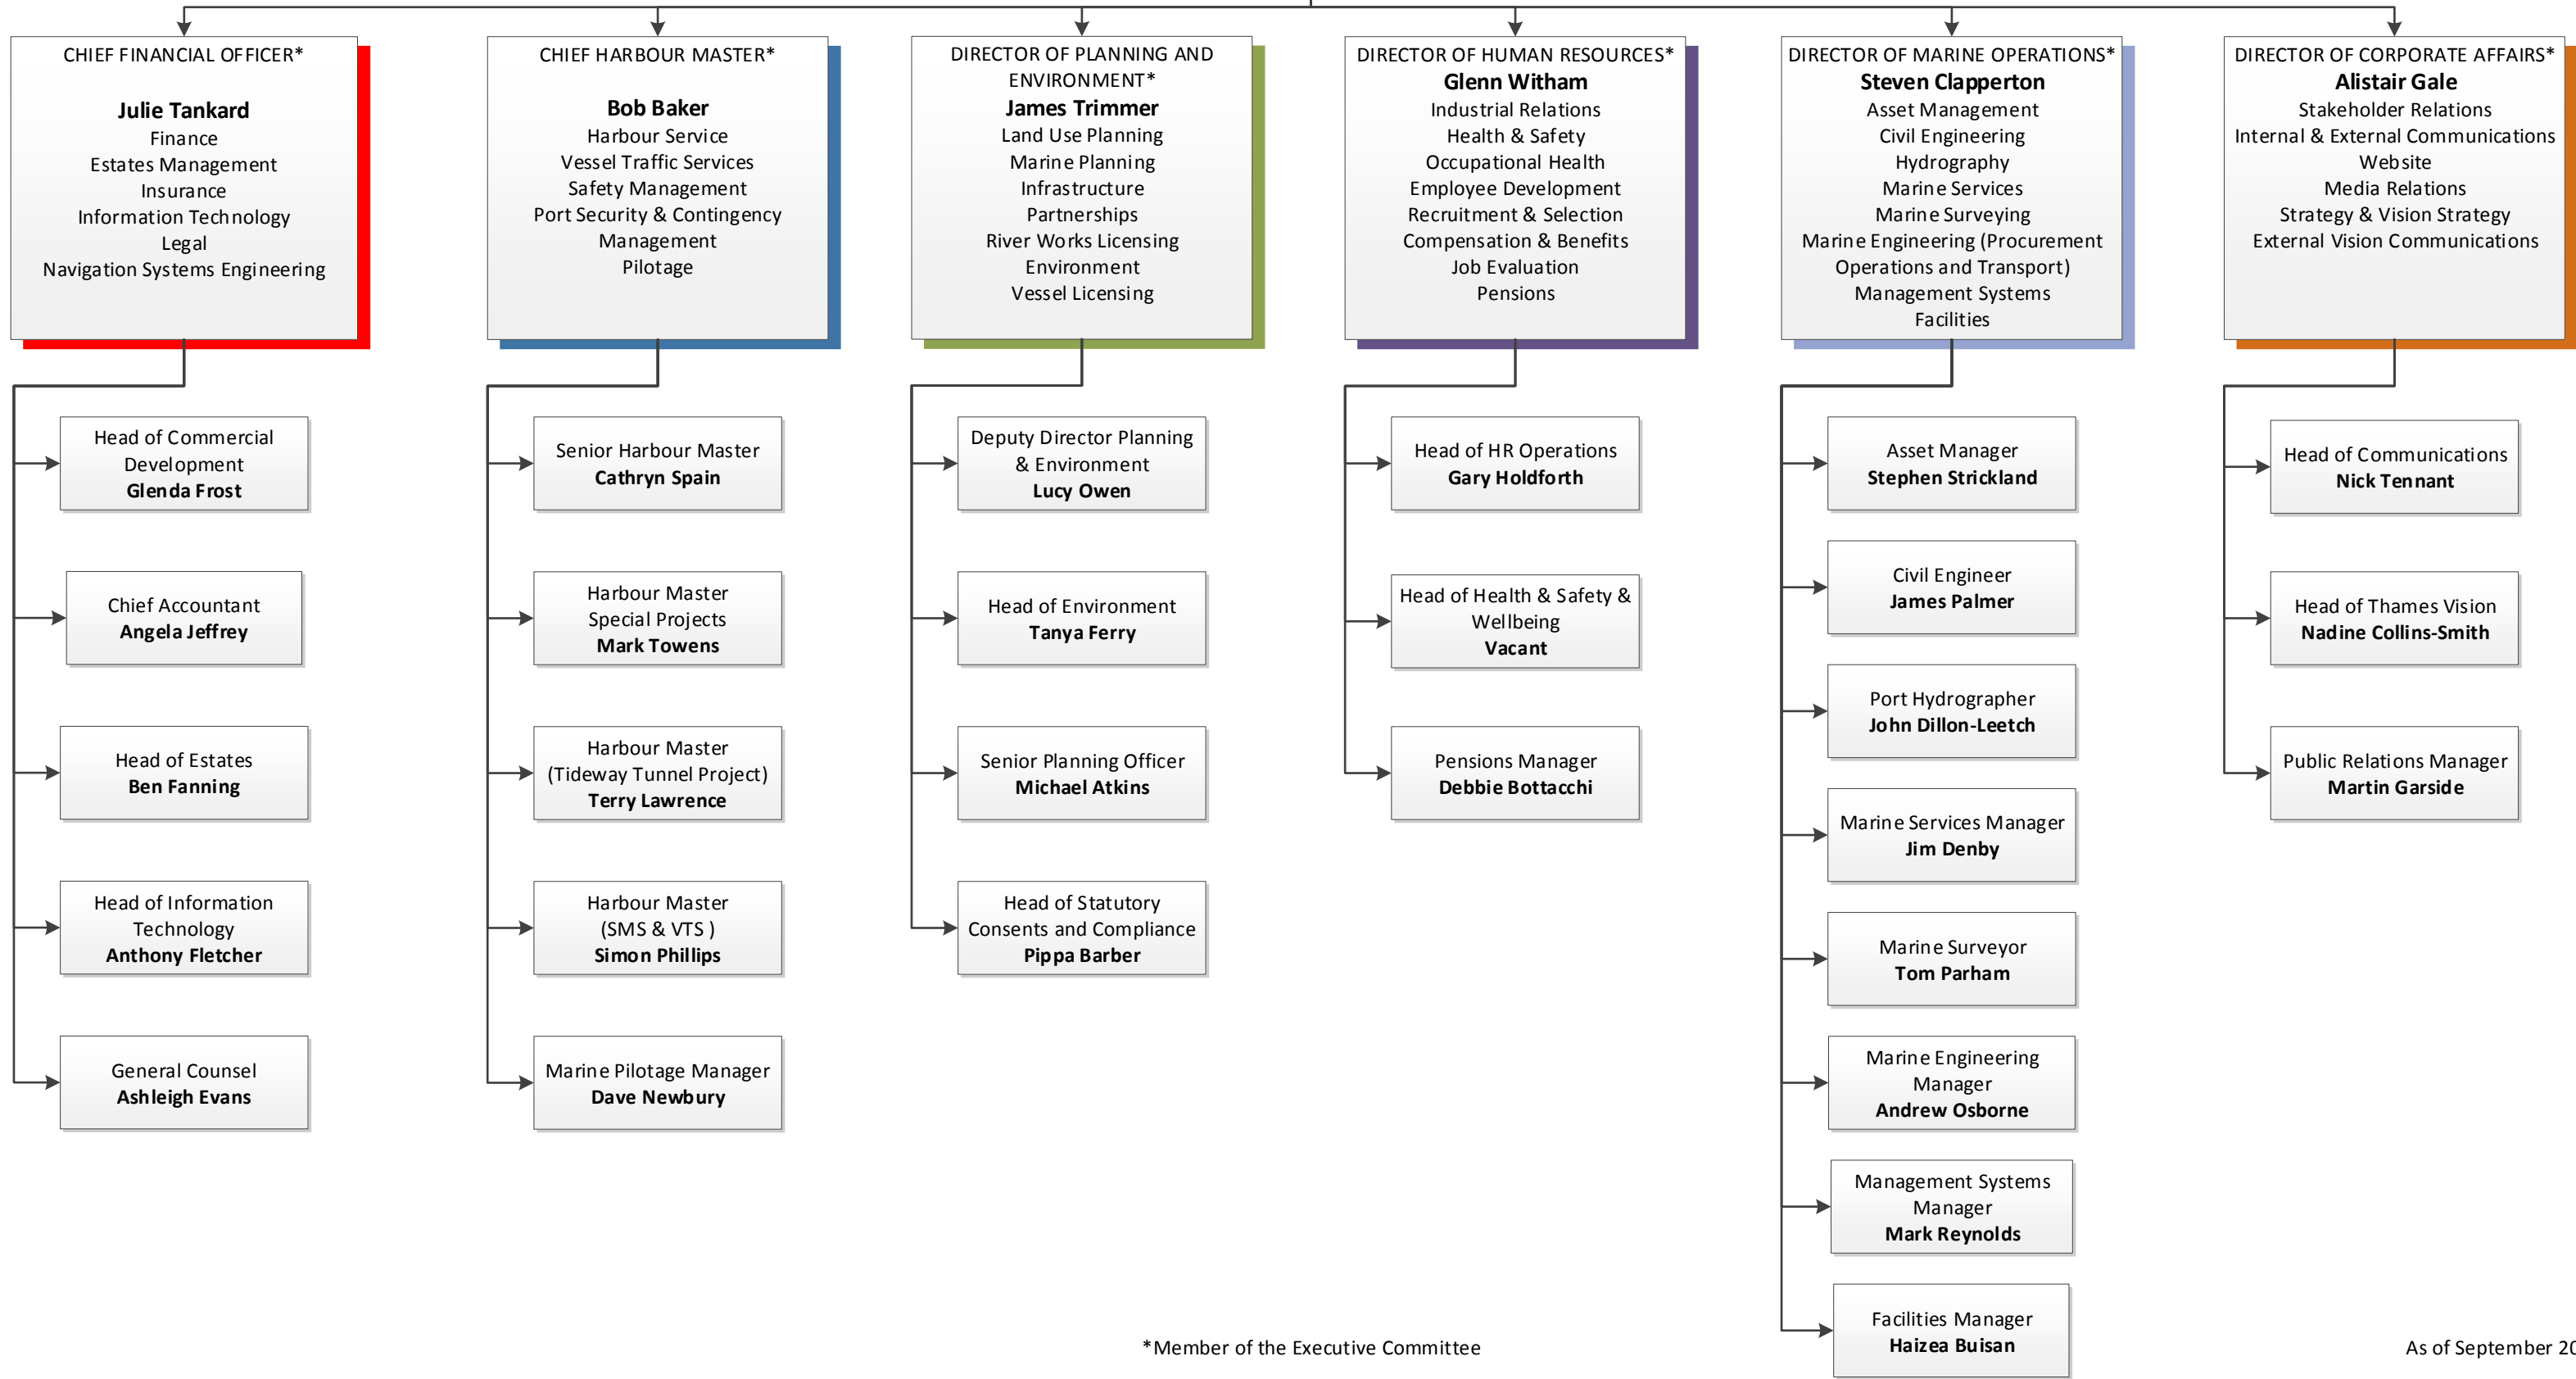 CHIEF FINANCIAL OFFICER*
Julie Tankard
Finance
Estates Management
Insurance
Information Technology
Legal
Navigation Systems Engineering
Head of Commercial
Development
Glenda Frost
Chief Accountant
Angela Jeffrey
Head of Estates
Ben Fanning
Head of Information
Technology
Anthony Fletcher
General Counsel
Ashleigh Evans
CHIEF HARBOUR MASTER*
Bob Baker
Harbour Service
Vessel Traffic Services
Safety Management
Port Security & Contingency
Management
Pilotage
Senior Harbour Master
Cathryn Spain
Harbour Master
Special Projects
Mark Towens
Harbour Master
(Tideway Tunnel Project)
Terry Lawrence
Harbour Master
(SMS & VTS )
Simon Phillips
Marine Pilotage Manager
Dave Newbury
DIRECTOR OF PLANNING AND
ENVIRONMENT*
James Trimmer
Land Use Planning
Marine Planning
Infrastructure
Partnerships
River Works Licensing
Environment
Vessel Licensing
Deputy Director Planning
& Environment
Lucy Owen
Head of Environment
Tanya Ferry
Senior Planning Officer
Michael Atkins
Head of Statutory
Consents and Compliance
Pippa Barber
DIRECTOR OF HUMAN RESOURCES*
Glenn Witham
Industrial Relations
Health & Safety
Occupational Health
Employee Development
Recruitment & Selection
Compensation & Benefits
Job Evaluation
Pensions
Head of HR Operations
Gary Holdforth
Head of Health & Safety &
Wellbeing
Vacant
Pensions Manager
Debbie Bottacchi
DIRECTOR OF MARINE OPERATIONS*
Steven Clapperton
Asset Management
Civil Engineering
Hydrography
Marine Services
Marine Surveying
Marine Engineering (Procurement
Operations and Transport)
Management Systems
Facilities
Asset Manager
Stephen Strickland
Civil Engineer
James Palmer
Port Hydrographer
John Dillon-Leetch
Marine Services Manager
Jim Denby
Marine Surveyor
Tom Parham
Marine Engineering
Manager
Andrew Osborne
Management Systems
Manager
Mark Reynolds
Facilities Manager
Haizea Buisan
DIRECTOR OF CORPORATE AFFAIRS*
Alistair Gale
Stakeholder Relations
Internal & External Communications
Website
Media Relations
Strategy & Vision Strategy
External Vision Communications
Head of Communications
Nick Tennant
Head of Thames Vision
Nadine Collins-Smith
Public Relations Manager
Martin Garside
*Member of the Executive Committee
As of September 20